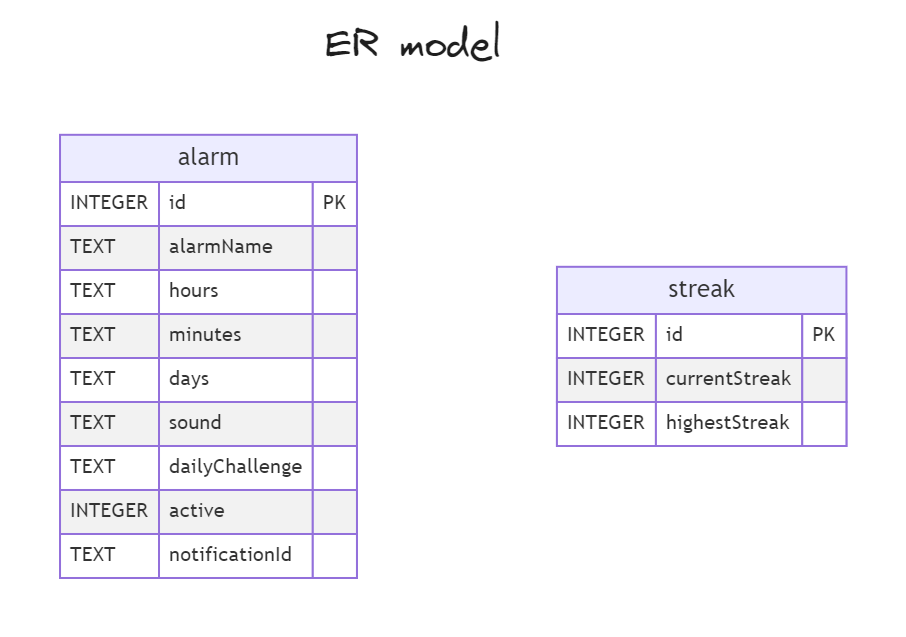 ER model
alarm
INTEGER id PK
TEXT alarmName
TEXT hours
TEXT minutes
TEXT days
TEXT sound
TEXT dailyChallenge
INTEGER active
TEXT notificationId
streak
INTEGER id PK
INTEGER currentStreak
INTEGER highestStreak